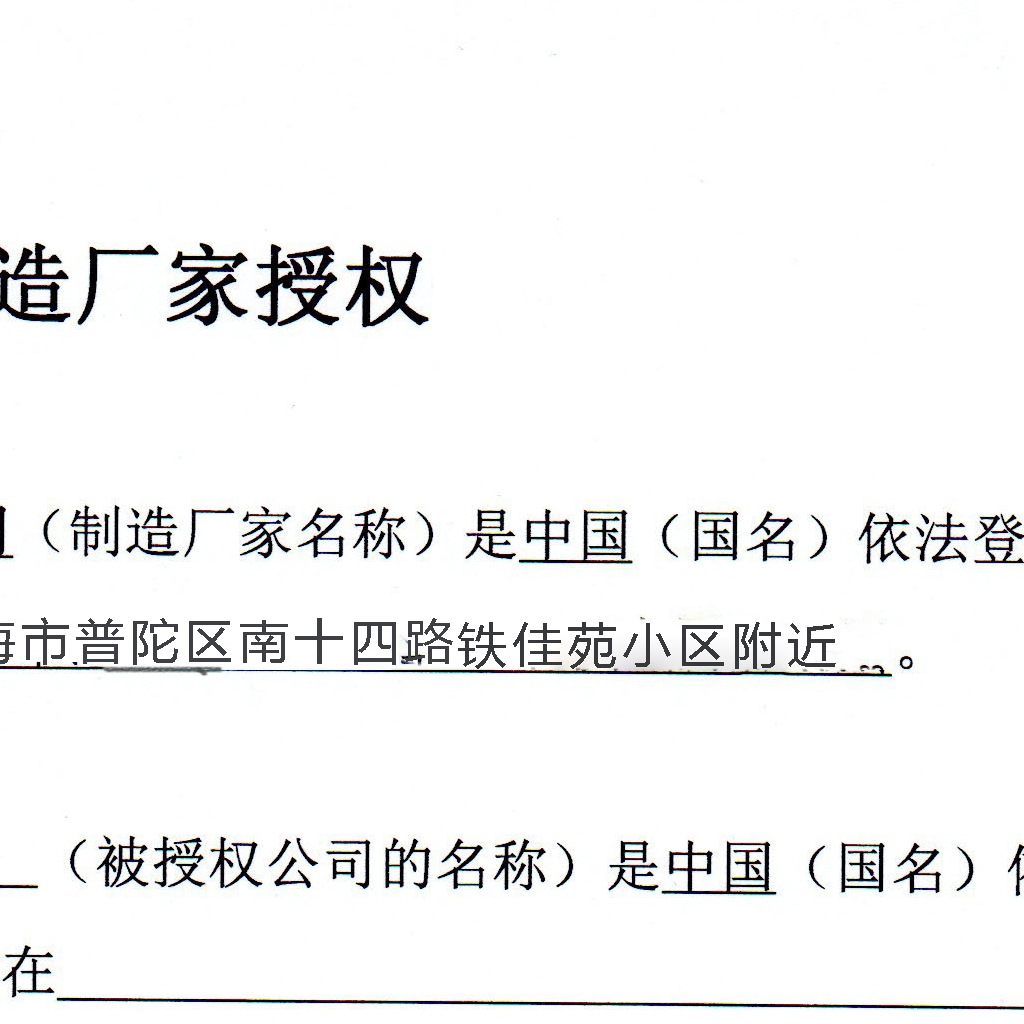 造厂家授权
（制造厂家名称）是中国（国名）依法登
海市普陀区南十四路铁佳苑小区附近。
（被授权公司的名称）是中国（国名）依
在